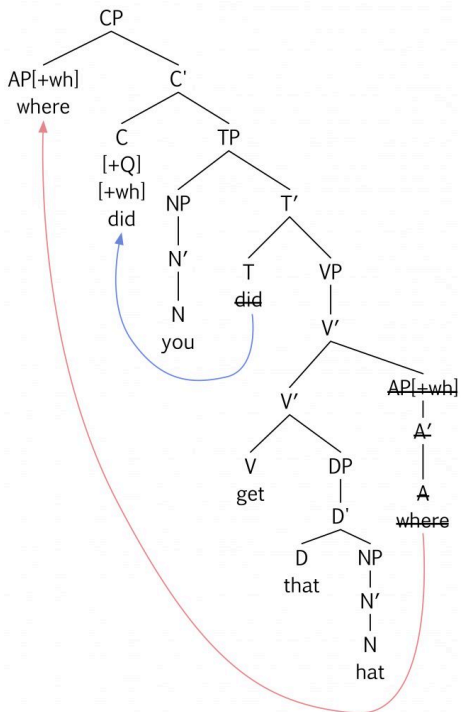 CP
AP[+wh] C'
where
C TP
[+Q]
[+wh] NP T′
did
N′ T VP
did
N V′
you
V′ AP[+wh]
A′
V DP A
get where
D'
D NP
that
N′
N
hat